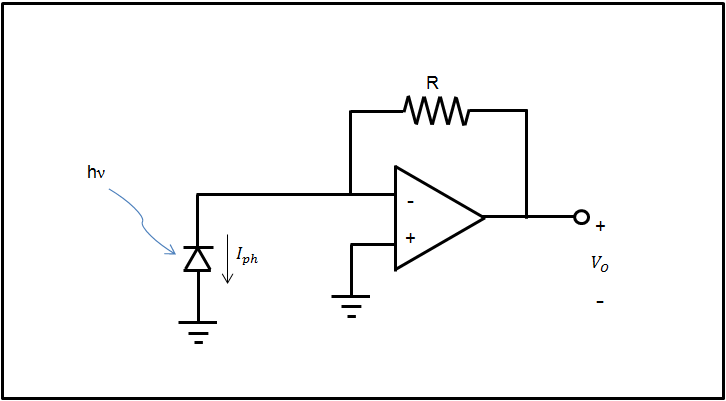 R
hν
-
+
I_ph
+
V_O
-